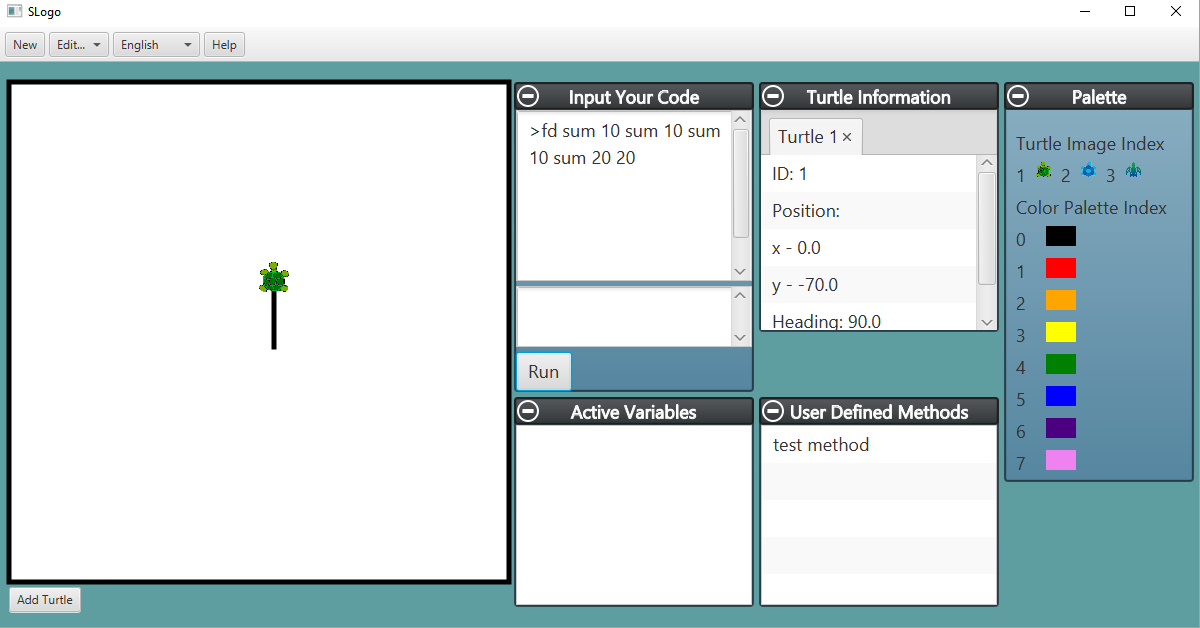 SLogo
New Edit... English Help
Input Your Code
>fd sum 10 sum 10 sum
10 sum 20 20
Run
Active Variables
Turtle Information
Turtle 1 ×
ID: 1
Position:
x - 0.0
y - -70.0
Heading: 90.0
User Defined Methods
test method
Palette
Turtle Image Index
1 2 3
Color Palette Index
0
1
2
3
4
5
6
7
Add Turtle